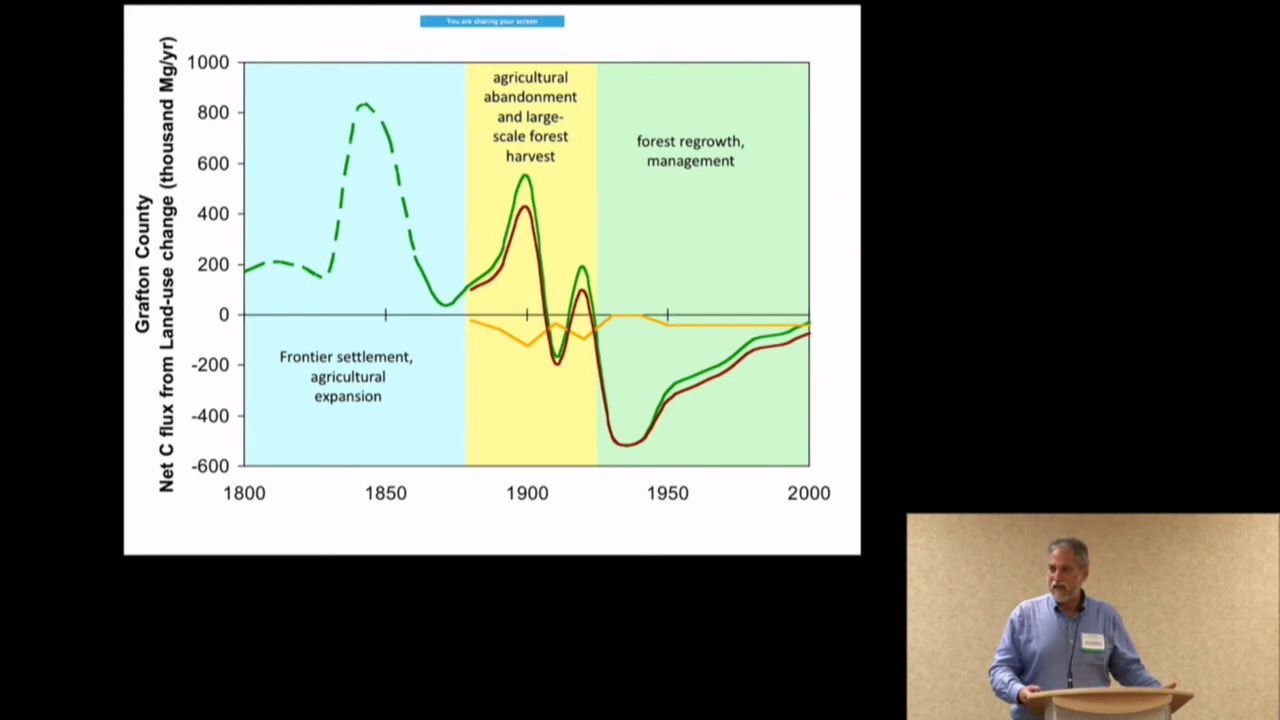 You are sharing your screen
Grafton County
Net C flux from Land-use change (thousand Mg/yr)
1000
800
600
400
200
0
-200
-400
-600
1800
1850
1900
1950
2000
Frontier settlement,
agricultural
expansion
agricultural
abandonment
and large-
scale forest
harvest
forest regrowth,
management